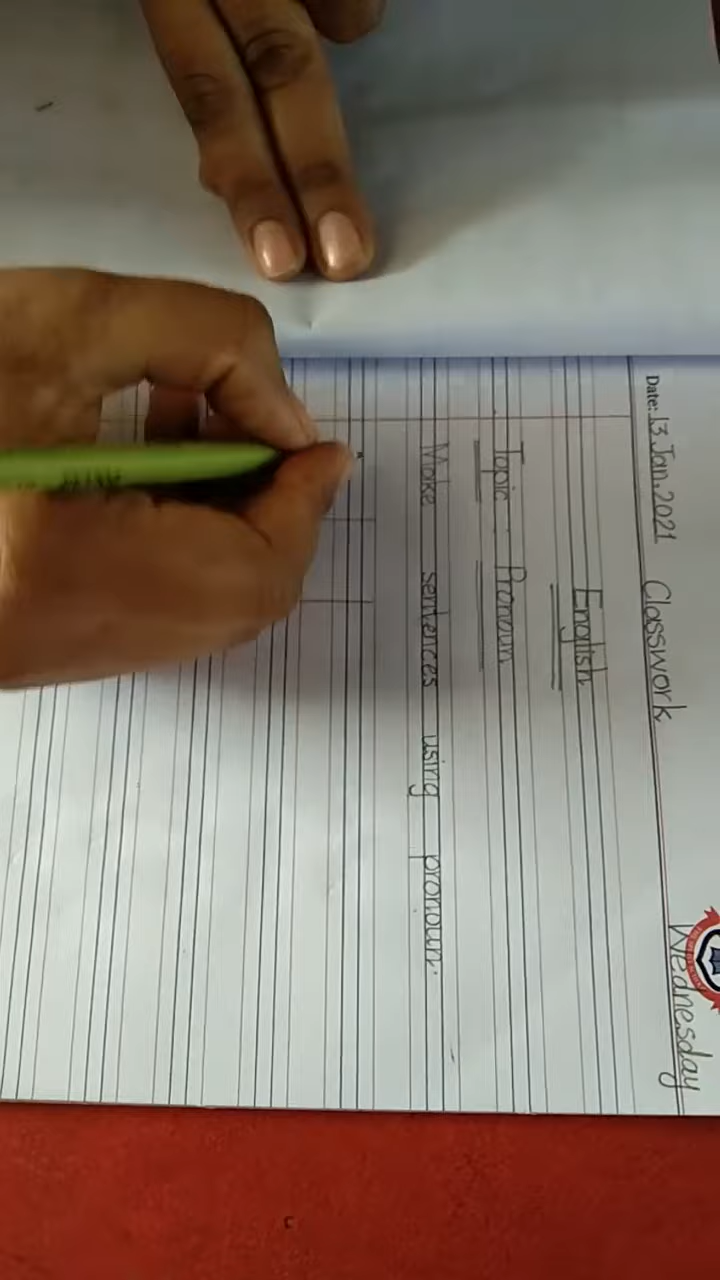 Date: 13 Jan. 2021 Classwork Wednesday
English
Topic : Pronoun
Make sentences using pronoun.